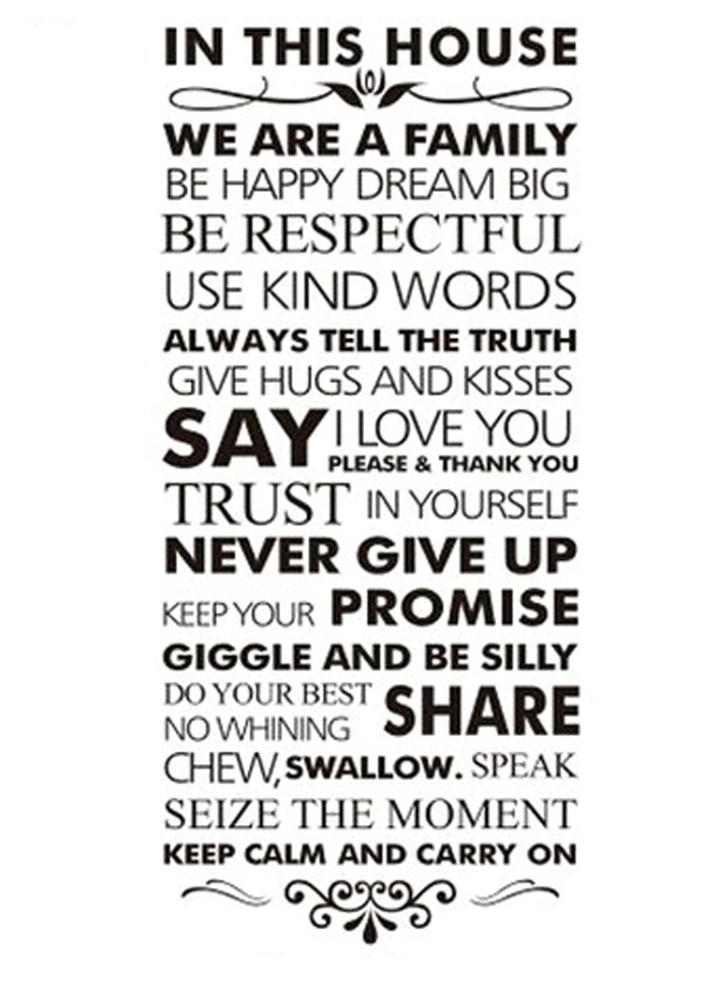 IN THIS HOUSE
WE ARE A FAMILY
BE HAPPY DREAM BIG
BE RESPECTFUL
USE KIND WORDS
ALWAYS TELL THE TRUTH
GIVE HUGS AND KISSES
SAY I LOVE YOU
PLEASE & THANK YOU
TRUST IN YOURSELF
NEVER GIVE UP
KEEP YOUR PROMISE
GIGGLE AND BE SILLY
DO YOUR BEST SHARE
NO WHINING
CHEW, SWALLOW. SPEAK
SEIZE THE MOMENT
KEEP CALM AND CARRY ON